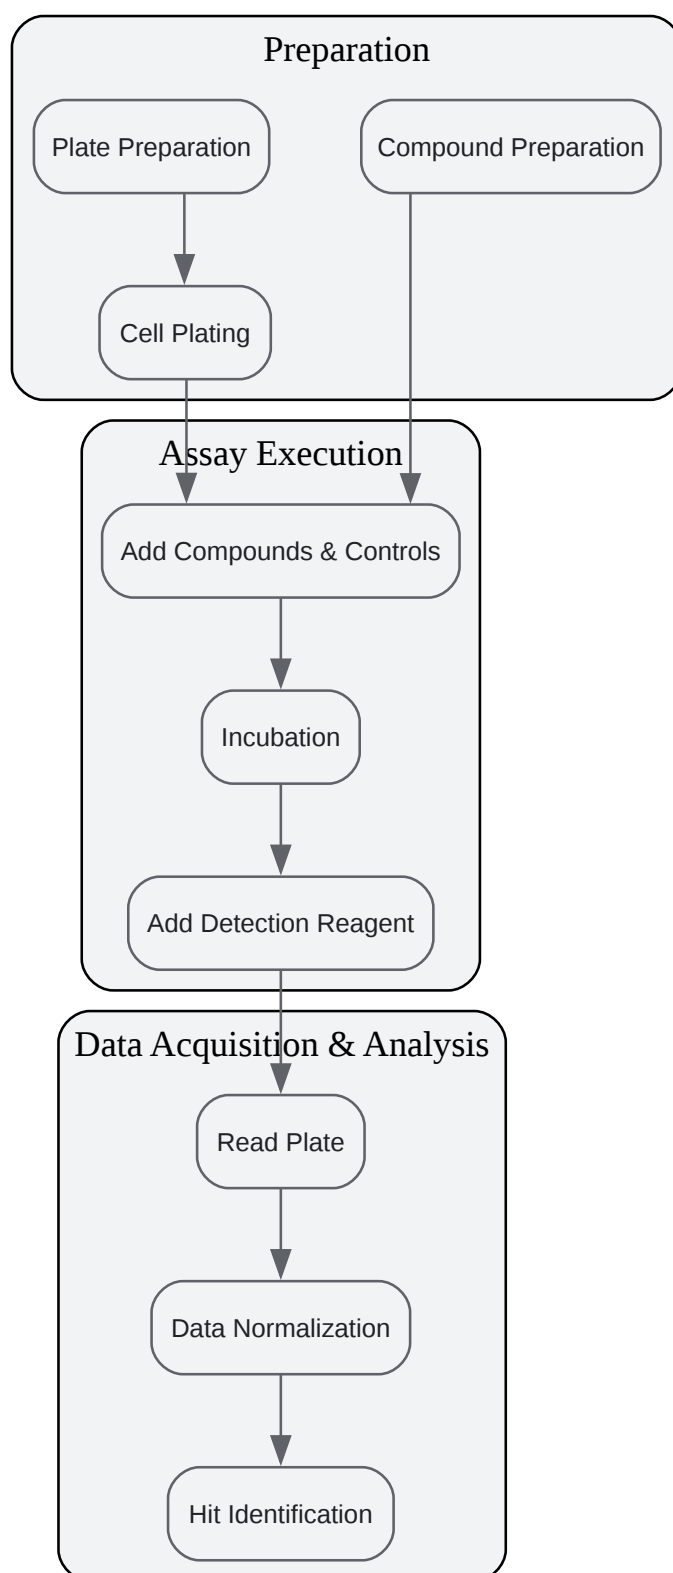 Preparation
Plate Preparation
Compound Preparation
Cell Plating
Assay Execution
Add Compounds & Controls
Incubation
Add Detection Reagent
Data Acquisition & Analysis
Read Plate
Data Normalization
Hit Identification